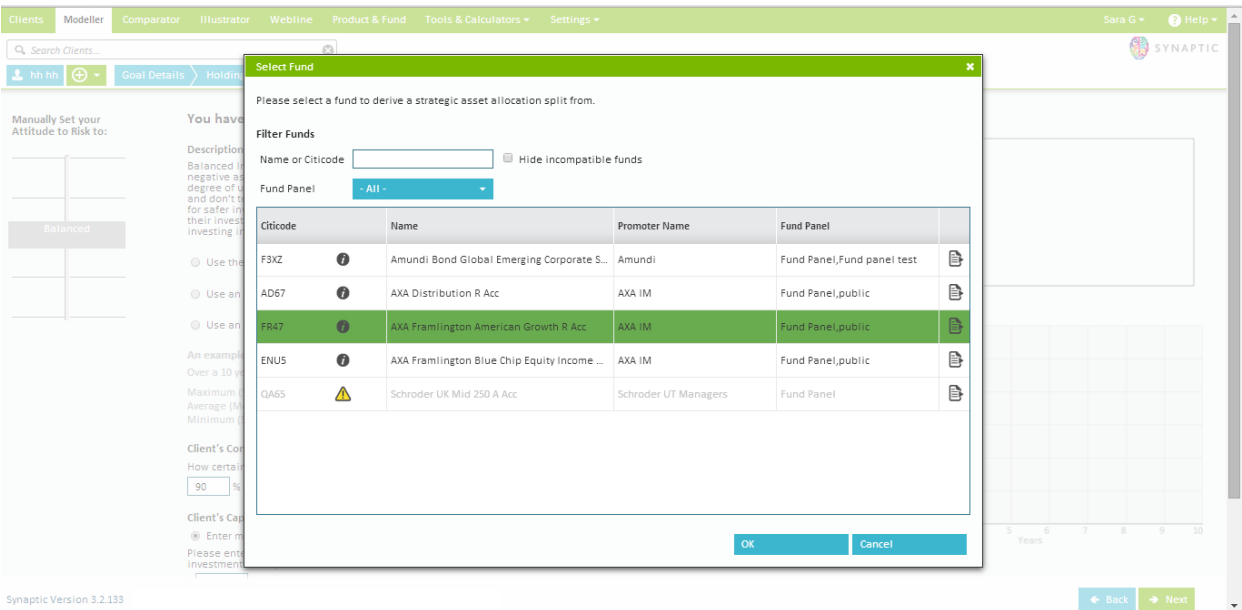 Clients Modeller Comparator Illustrator Webline Product & Fund Tools & Calculators Settings Sara G Help
Search Clients...
SYNAPTIC
hh hh Goal Details Holdin
Select Fund
Please select a fund to derive a strategic asset allocation split from.
Filter Funds
Name or Citicode Hide incompatible funds
Fund Panel - All -
Citicode Name Promoter Name Fund Panel
F3XZ Amundi Bond Global Emerging Corporate S... Amundi Fund Panel,Fund panel test
AD67 AXA Distribution R Acc AXA IM Fund Panel,public
FR47 AXA Framlington American Growth R Acc AXA IM Fund Panel,public
ENU5 AXA Framlington Blue Chip Equity Income ... AXA IM Fund Panel,public
QA65 Schroder UK Mid 250 A Acc Schroder UT Managers Fund Panel
OK Cancel
Manually Set your
Attitude to Risk to:
Balanced
You have
Description
Balanced I
negative as
degree of u
and don't t
for safer in
their invest
investing i
Use the
Use an
Use an
An example
Over a 10 ye
Maximum (
Average (M
Minimum (
Client's Co
How certai
90 %
Client's Cap
Enter m
Please ente
investment
5 6 7 8 9 10
Years
Synaptic Version 3.2.133
Back Next